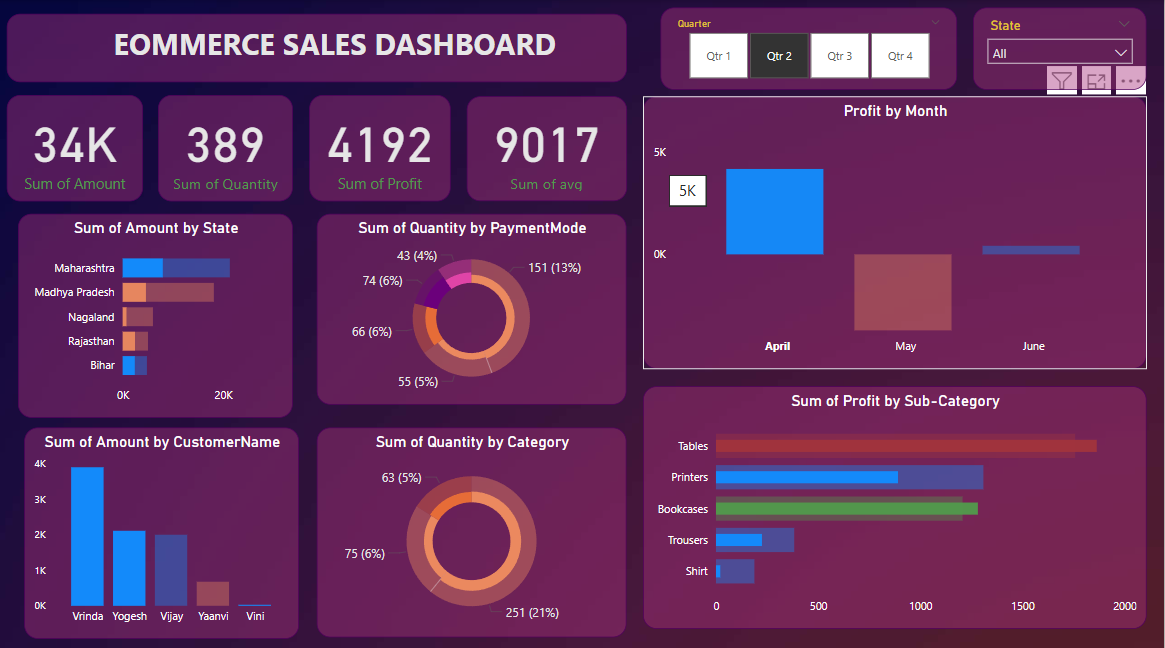 EOMMERCE SALES DASHBOARD
Quarter
Qtr 1
Qtr 2
Qtr 3
Qtr 4
State
All
34K
Sum of Amount
389
Sum of Quantity
4192
Sum of Profit
9017
Sum of avg
Profit by Month
5K
5K
0K
April
May
June
Sum of Amount by State
Maharashtra
Madhya Pradesh
Nagaland
Rajasthan
Bihar
0K
20K
Sum of Quantity by PaymentMode
43 (4%)
151 (13%)
74 (6%)
66 (6%)
55 (5%)
Sum of Profit by Sub-Category
Tables
Printers
Bookcases
Trousers
Shirt
0
500
1000
1500
2000
Sum of Amount by CustomerName
4K
3K
2K
1K
0K
Vrinda
Yogesh
Vijay
Yaanvi
Vini
Sum of Quantity by Category
63 (5%)
75 (6%)
251 (21%)